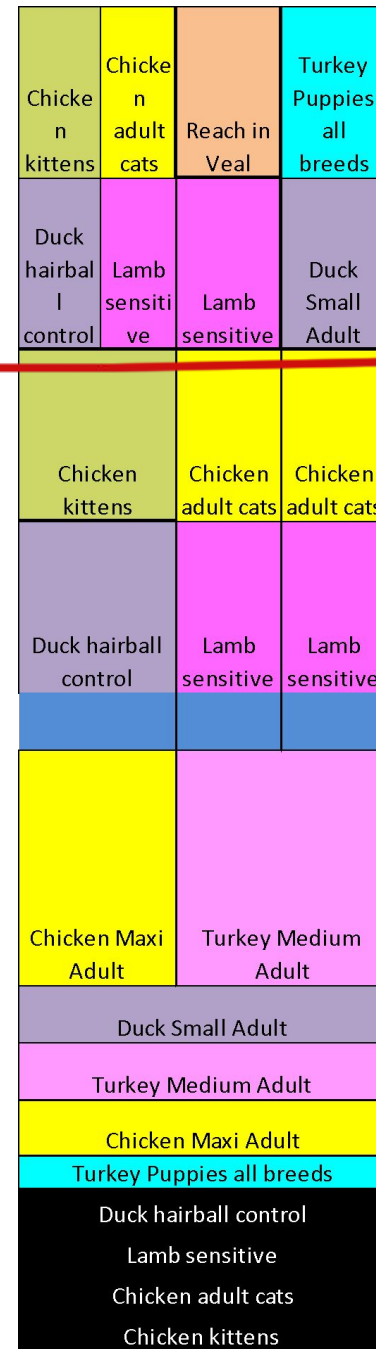 Chicke
n
kittens
Chicke
n
adult
cats
Reach in
Veal
Turkey
Puppies
all
breeds
Duck
hairbal
l
control
Lamb
sensiti
ve
Lamb
sensitive
Duck
Small
Adult
Chicken
kittens
Chicken
adult cats
Chicken
adult cats
Duck hairball
control
Lamb
sensitive
Lamb
sensitive
Chicken Maxi
Adult
Turkey Medium
Adult
Duck Small Adult
Turkey Medium Adult
Chicken Maxi Adult
Turkey Puppies all breeds
Duck hairball control
Lamb sensitive
Chicken adult cats
Chicken kittens